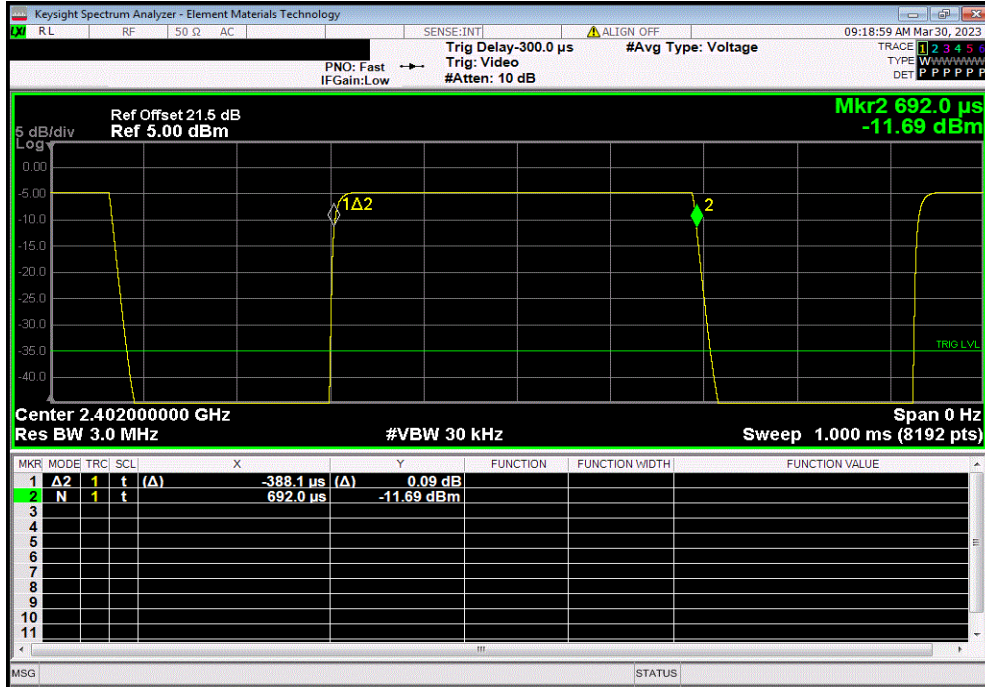 Keysight Spectrum Analyzer - Element Materials Technology
LXI RL RF 50 Ω AC SENSE:INT ALIGN OFF 09:18:59 AM Mar 30, 2023
Trig Delay-300.0 µs #Avg Type: Voltage TRACE 1 2 3 4 5 6
PNO: Fast Trig: Video TYPE WWWWWW
IFGain:Low #Atten: 10 dB DET P P P P P P
Mkr2 692.0 µs
-11.69 dBm
Ref Offset 21.5 dB
5 dB/div Ref 5.00 dBm
Log
0.00
-5.00
1Δ2 2
-10.0
-15.0
-20.0
-25.0
-30.0
TRIG LVL
-35.0
-40.0
Center 2.402000000 GHz Span 0 Hz
Res BW 3.0 MHz #VBW 30 kHz Sweep 1.000 ms (8192 pts)
MKR MODE TRC SCL X Y FUNCTION FUNCTION WIDTH FUNCTION VALUE
1 Δ2 1 t (Δ) -388.1 µs (Δ) 0.09 dB
2 N 1 t 692.0 µs -11.69 dBm
3
4
5
6
7
8
9
10
11
MSG STATUS